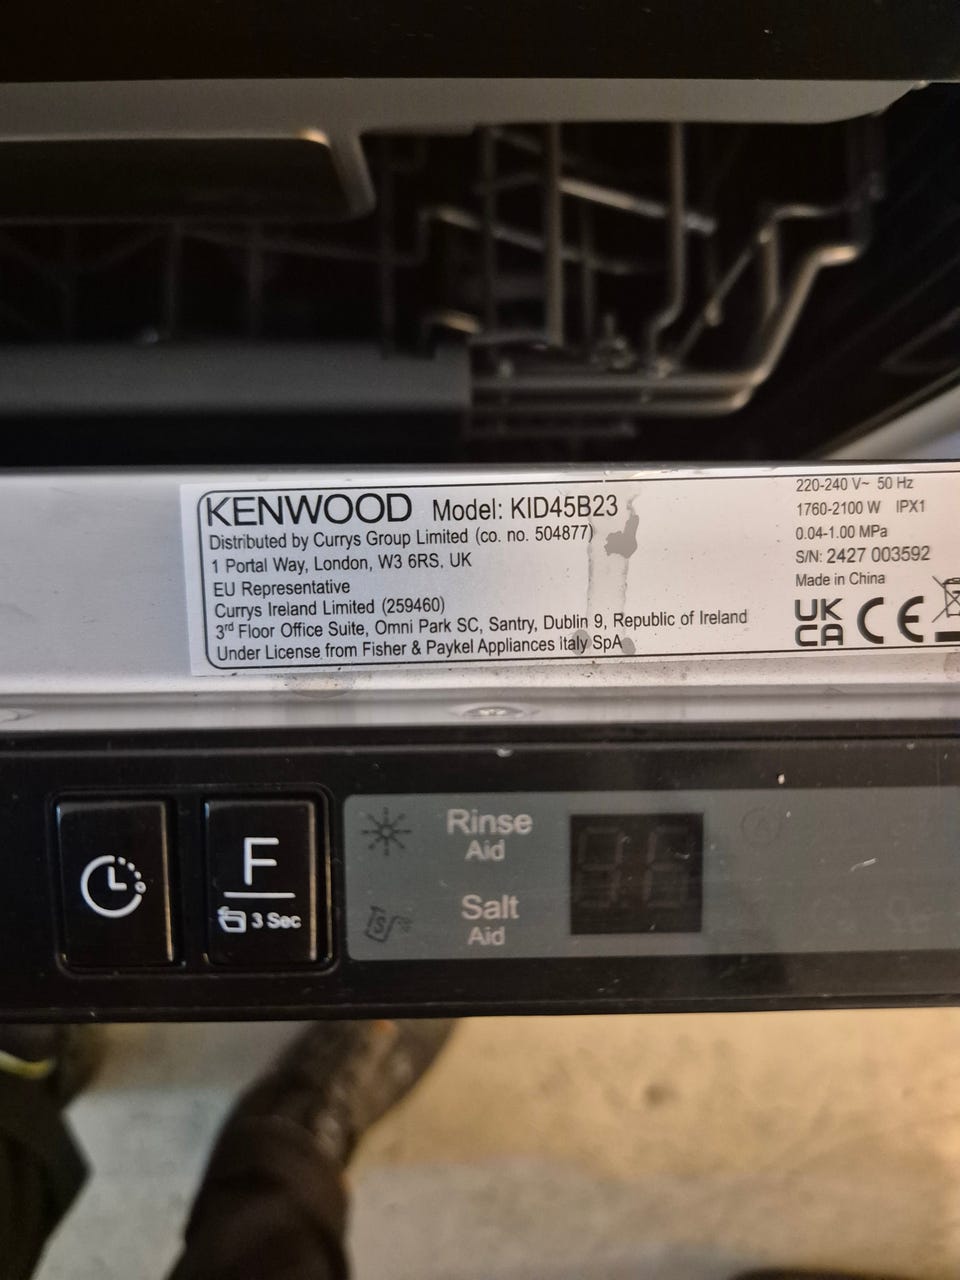 KENWOOD Model: KID45B23
Distributed by Currys Group Limited (co. no. 504877)
1 Portal Way, London, W3 6RS, UK
EU Representative
Currys Ireland Limited (259460)
3rd Floor Office Suite, Omni Park SC, Santry, Dublin 9, Republic of Ireland
Under License from Fisher & Paykel Appliances italy SpA
220-240 V~ 50 Hz
1760-2100 W IPX1
0.04-1.00 MPa
S/N: 2427 003592
Made in China
UK
CA CE
F
3 Sec
Rinse
Aid
Salt
Aid